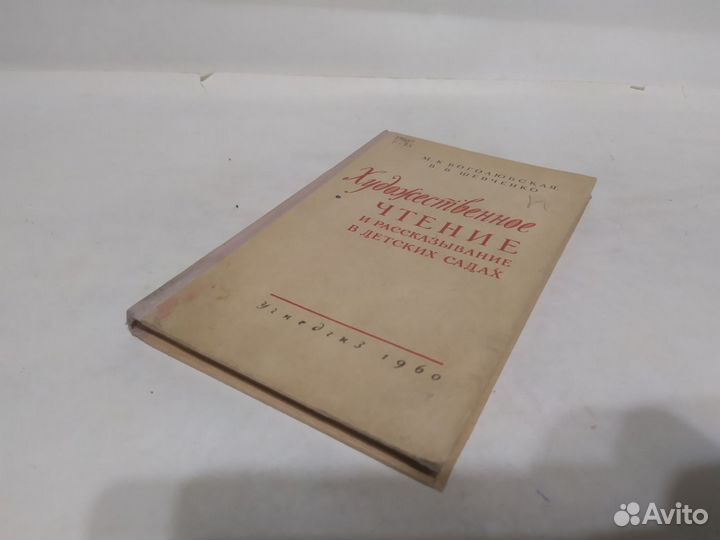 М. К. БОГОЛЮБСКАЯ,
В. В. ШЕВЧЕНКО
Художественное
ЧТЕНИЕ
И РАССКАЗЫВАНИЕ
В ДЕТСКИХ САДАХ
Учпедгиз 1960
Avito